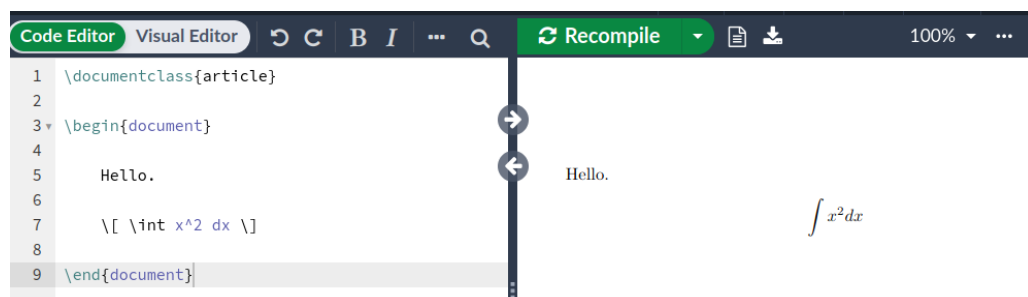 Code Editor Visual Editor B I ... Recompile 100% ...
1 \documentclass{article}
2
3 \begin{document}
4
5 Hello.
6
7 \[ \int x^2 dx \]
8
9 \end{document}
Hello.
∫ x²dx